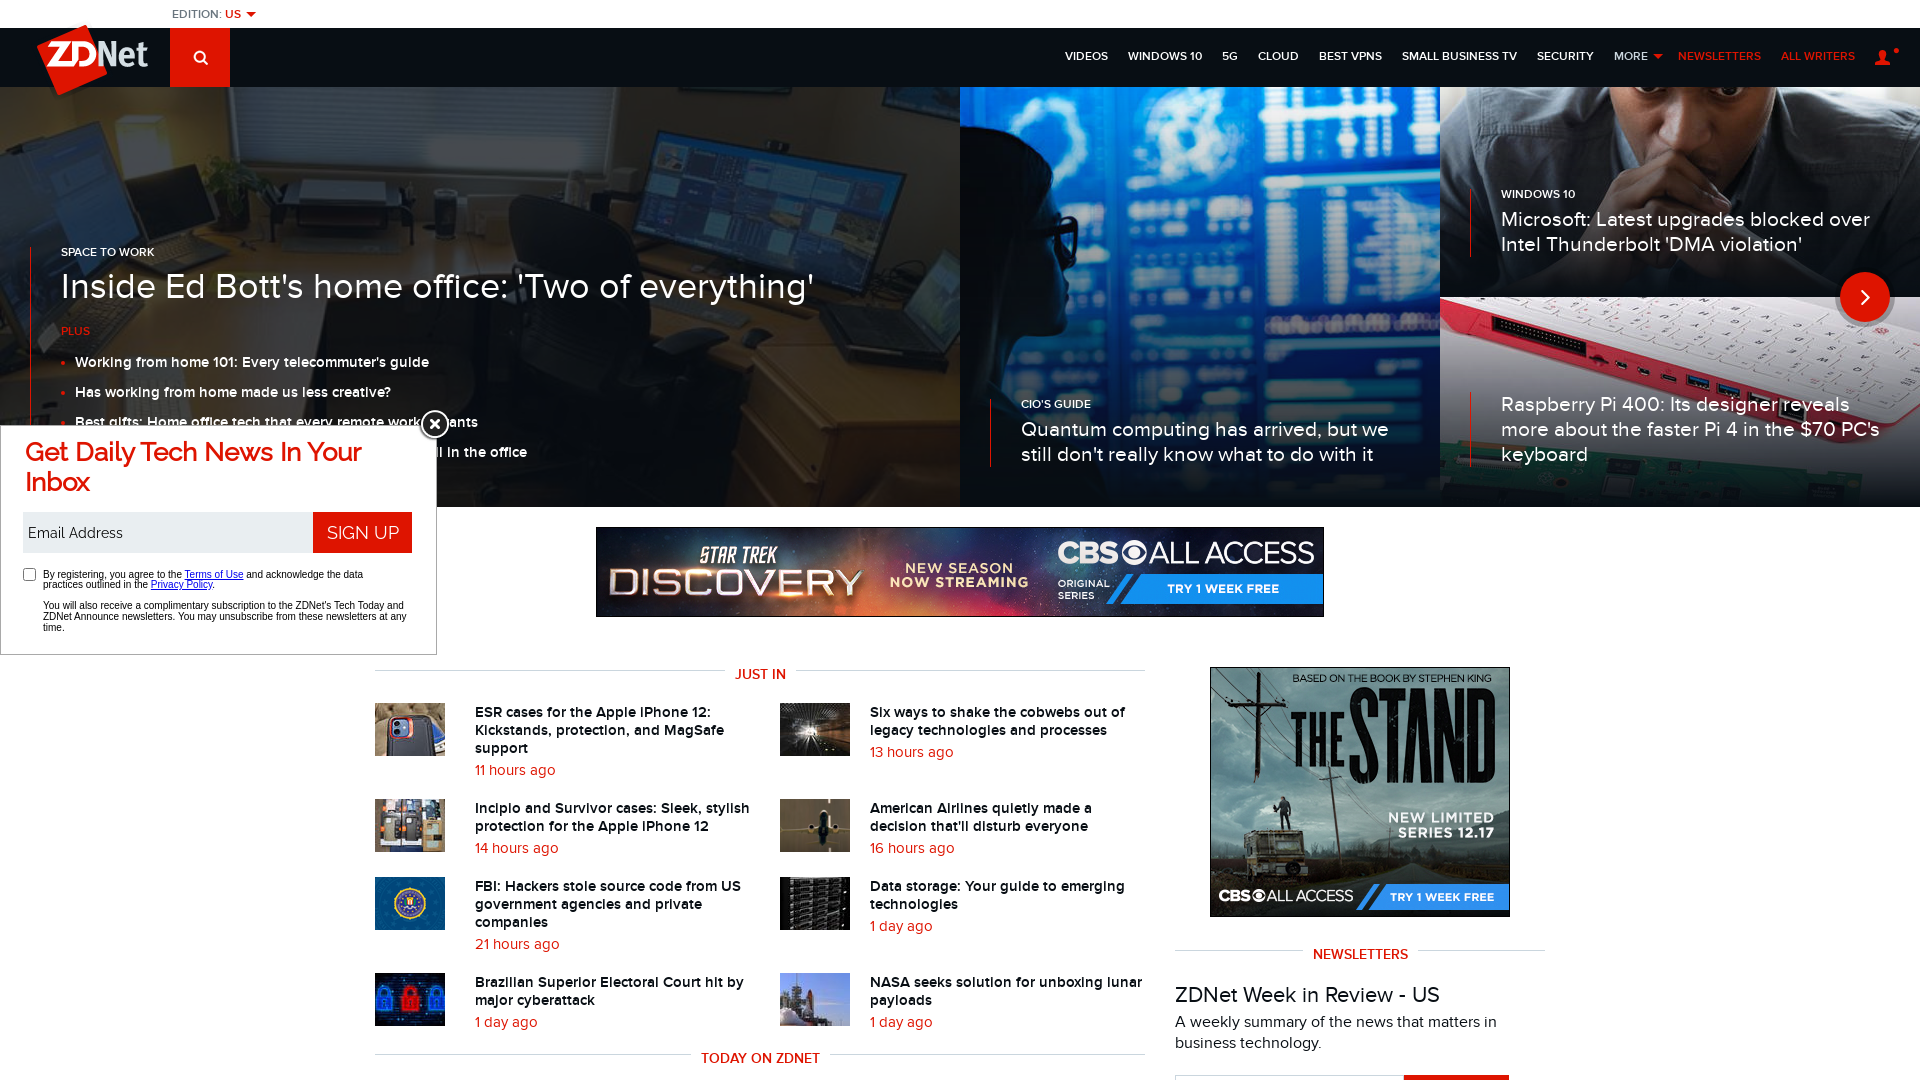 EDITION: US
ZDNet
VIDEOS
WINDOWS 10
5G
CLOUD
BEST VPNS
SMALL BUSINESS TV
SECURITY
MORE
NEWSLETTERS
ALL WRITERS
SPACE TO WORK
Inside Ed Bott's home office: 'Two of everything'
PLUS
Working from home 101: Every telecommuter's guide
Has working from home made us less creative?
Best gifts: Home office tech that every remote work
in the office
CIO'S GUIDE
Quantum computing has arrived, but we
still don't really know what to do with it
WINDOWS 10
Microsoft: Latest upgrades blocked over
Intel Thunderbolt 'DMA violation'
Raspberry Pi 400: Its designer reveals
more about the faster Pi 4 in the $70 PC's
keyboard
Get Daily Tech News In Your
Inbox
Email Address
SIGN UP
By registering, you agree to the Terms of Use and acknowledge the data
practices outlined in the Privacy Policy.
You will also receive a complimentary subscription to the ZDNet's Tech Today and
ZDNet Announce newsletters. You may unsubscribe from these newsletters at any
time.
STAR TREK
DISCOVERY
NEW SEASON
NOW STREAMING
CBS ALL ACCESS
ORIGINAL
SERIES
TRY 1 WEEK FREE
JUST IN
ESR cases for the Apple iPhone 12:
Kickstands, protection, and MagSafe
support
11 hours ago
Six ways to shake the cobwebs out of
legacy technologies and processes
13 hours ago
Incipio and Survivor cases: Sleek, stylish
protection for the Apple iPhone 12
14 hours ago
American Airlines quietly made a
decision that'll disturb everyone
16 hours ago
FBI: Hackers stole source code from US
government agencies and private
companies
21 hours ago
Data storage: Your guide to emerging
technologies
1 day ago
Brazilian Superior Electoral Court hit by
major cyberattack
1 day ago
NASA seeks solution for unboxing lunar
payloads
1 day ago
TODAY ON ZDNET
BASED ON THE BOOK BY STEPHEN KING
THE STAND
NEW LIMITED
SERIES 12.17
CBS ALL ACCESS
TRY 1 WEEK FREE
NEWSLETTERS
ZDNet Week in Review - US
A weekly summary of the news that matters in
business technology.